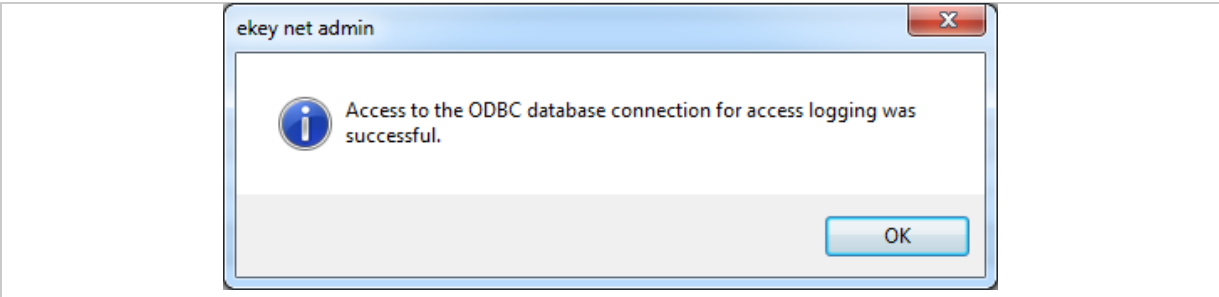 ekey net admin
Access to the ODBC database connection for access logging was
successful.
OK